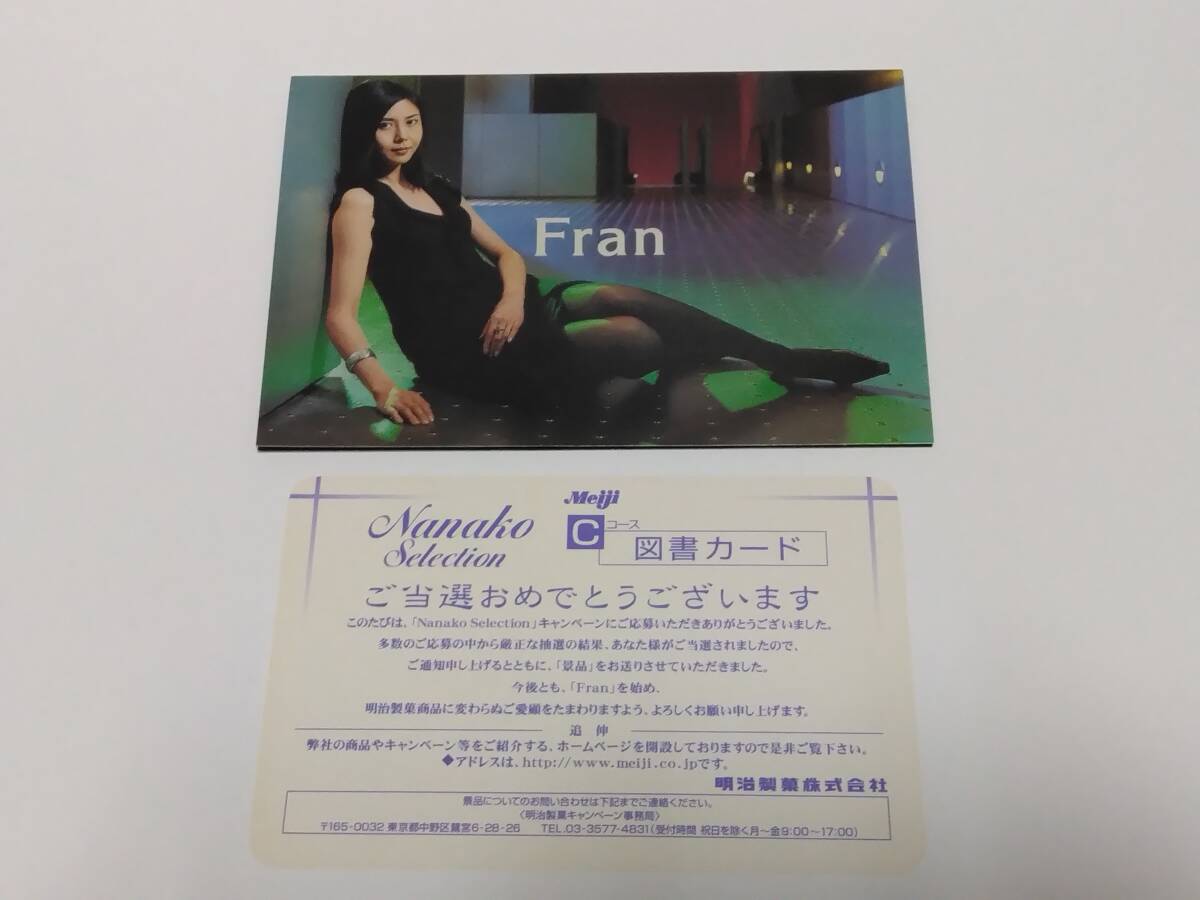 Fran
Meiji
Nanako
Selection
Cコース
図書カード
ご当選おめでとうございます
このたびは、「Nanako Selection」キャンペーンにご応募いただきありがとうございました。
多数のご応募の中から厳正な抽選の結果、あなた様がご当選されましたので、
ご通知申し上げるとともに、「景品」をお送りさせていただきました。
今後とも、「Fran」を始め、
明治製菓商品に変わらぬご愛顧をたまわりますよう、よろしくお願い申し上げます。
追 伸
弊社の商品やキャンペーン等をご紹介する、ホームページを開設しておりますので是非ご覧下さい。
◆アドレスは、http://www.meiji.co.jpです。
明治製菓株式会社
景品についてのお問い合わせは下記までご連絡ください。
〈明治製菓キャンペーン事務局〉
〒165-0032 東京都中野区鷺宮6-28-26 TEL.03-3577-4831(受付時間 祝日を除く月〜金9:00〜17:00)